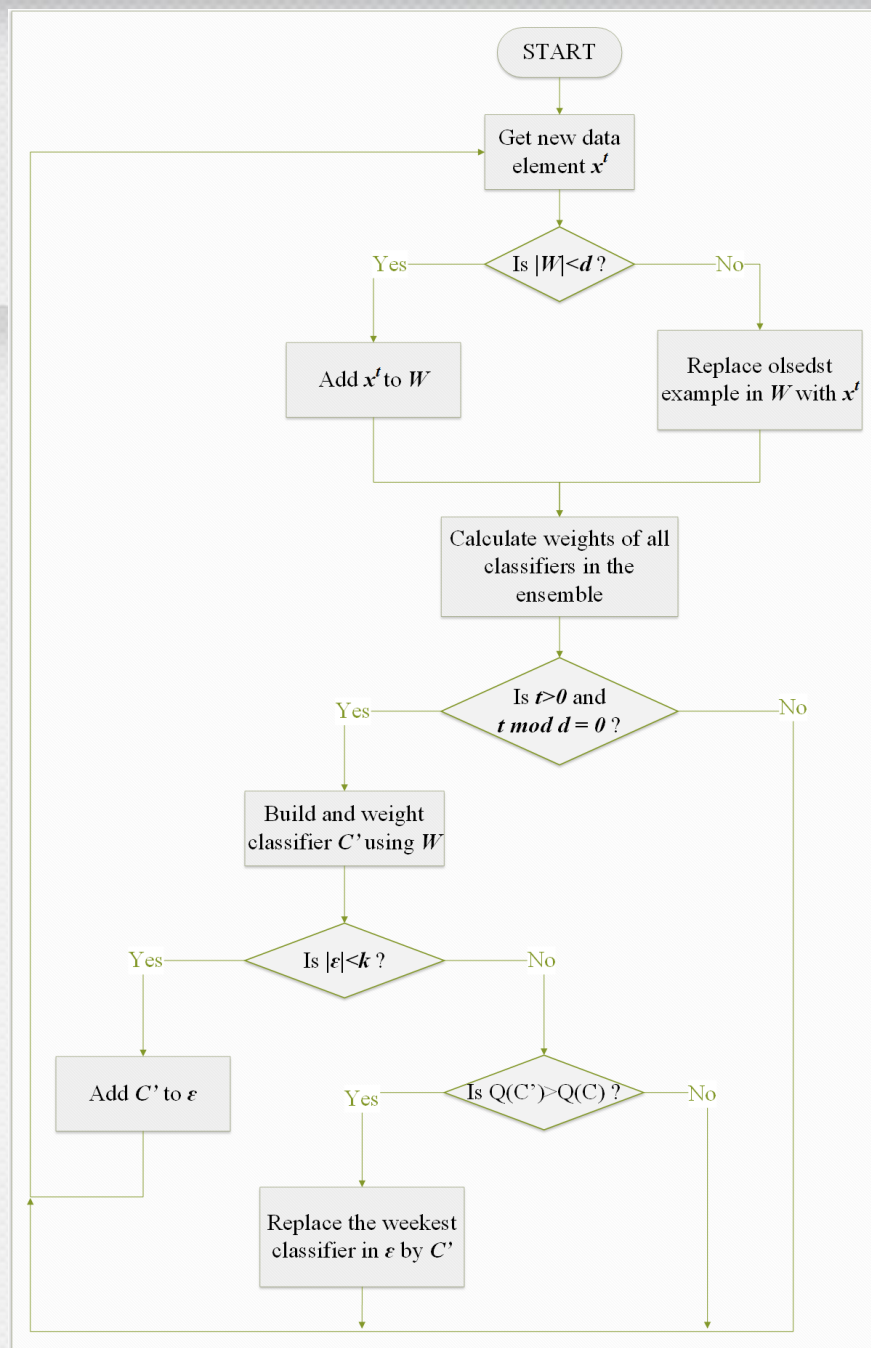 START
Get new data
element x^t
Is |W|<d ?
Yes
No
Add x^t to W
Replace olsedst
example in W with x^t
Calculate weights of all
classifiers in the
ensemble
Is t>0 and
t mod d = 0 ?
Yes
No
Build and weight
classifier C’ using W
Is |ε|<k ?
Yes
No
Add C’ to ε
Is Q(C’)>Q(C) ?
Yes
No
Replace the weekest
classifier in ε by C’